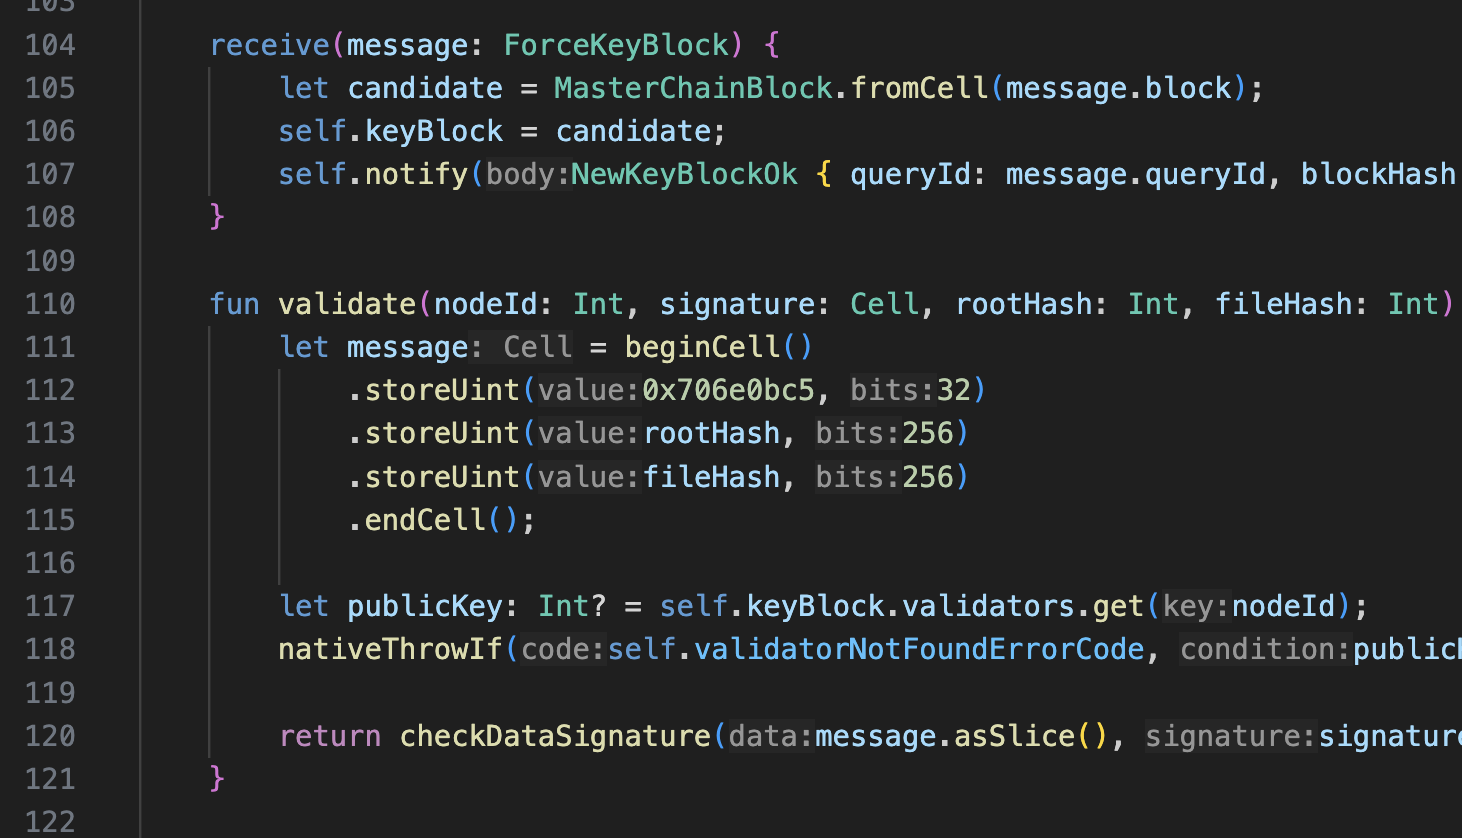 103
104 receive(message: ForceKeyBlock) {
105 let candidate = MasterChainBlock.fromCell(message.block);
106 self.keyBlock = candidate;
107 self.notify(body:NewKeyBlockOk { queryId: message.queryId, blockHash
108 }
109
110 fun validate(nodeId: Int, signature: Cell, rootHash: Int, fileHash: Int)
111 let message: Cell = beginCell()
112 .storeUint(value:0x706e0bc5, bits:32)
113 .storeUint(value:rootHash, bits:256)
114 .storeUint(value:fileHash, bits:256)
115 .endCell();
116
117 let publicKey: Int? = self.keyBlock.validators.get(key:nodeId);
118 nativeThrowIf(code:self.validatorNotFoundErrorCode, condition:public
119
120 return checkDataSignature(data:message.asSlice(), signature:signature
121 }
122